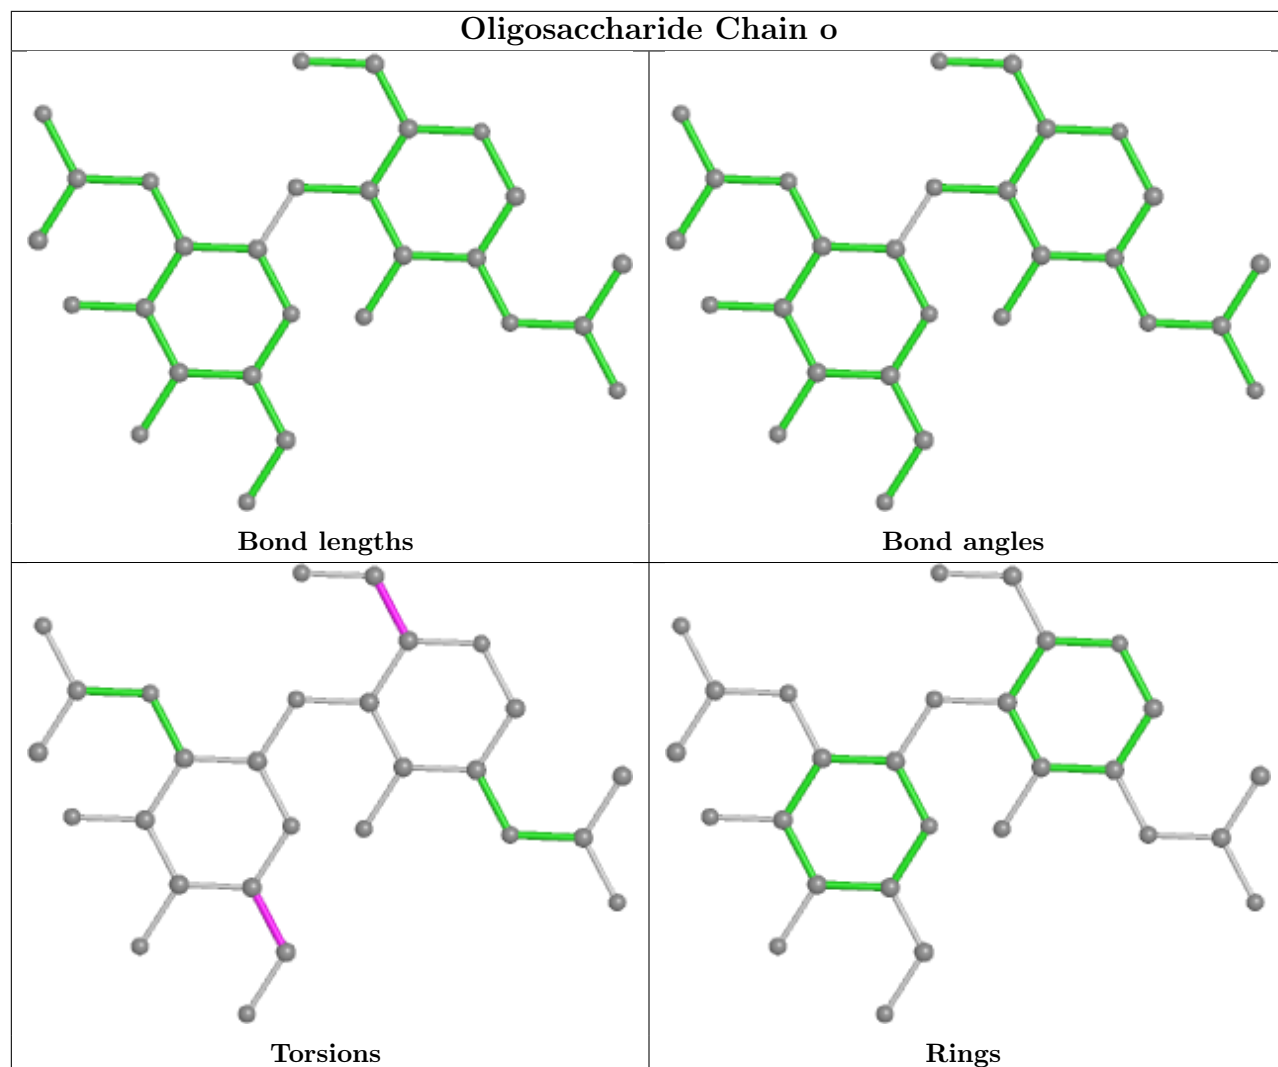 Oligosaccharide Chain o
Bond lengths
Bond angles
Torsions
Rings